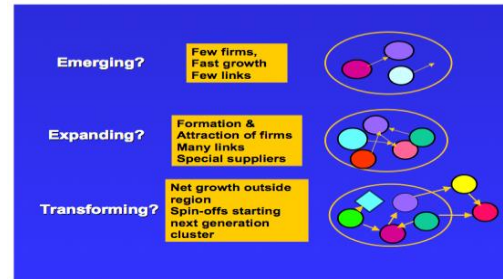 Emerging?
Few firms,
Fast growth
Few links
Expanding?
Formation &
Attraction of firms
Many links
Special suppliers
Transforming?
Net growth outside
region
Spin-offs starting
next generation
cluster